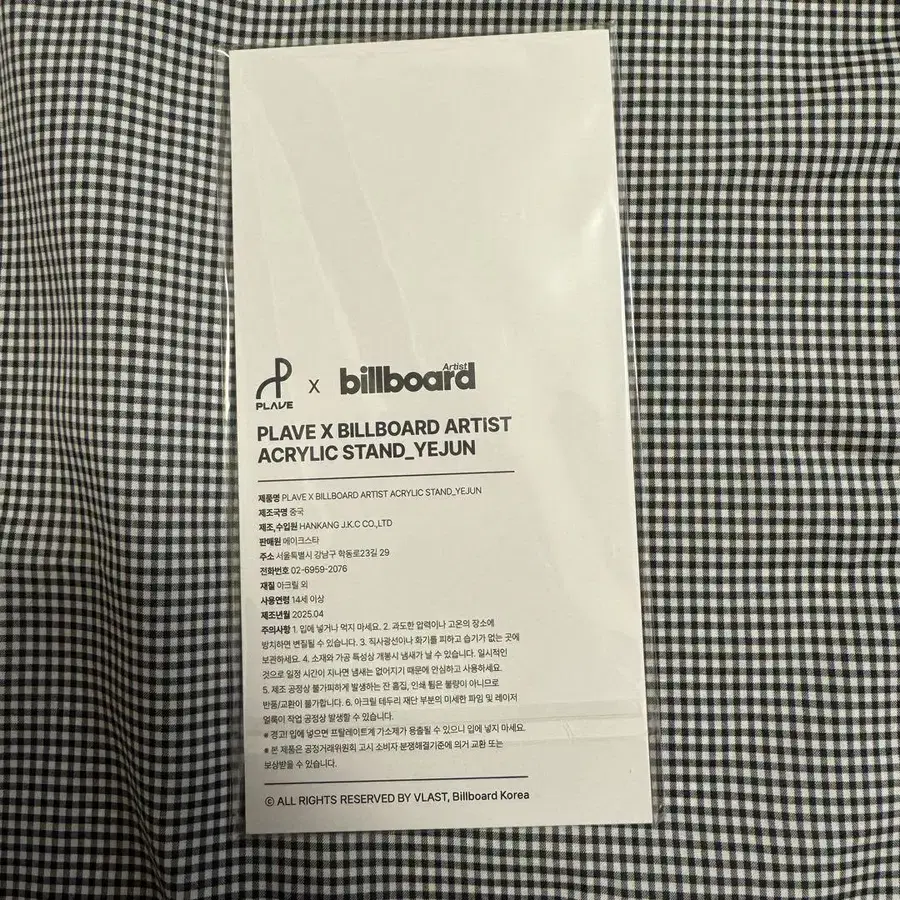 PLAVE X billboard Artist
PLAVE X BILLBOARD ARTIST
ACRYLIC STAND_YEJUN
제품명 PLAVE X BILLBOARD ARTIST ACRYLIC STAND_YEJUN
제조국명 중국
제조,수입원 HANKANG J.K.C CO.,LTD
판매원 메이크스타
주소 서울특별시 강남구 학동로23길 29
전화번호 02-6959-2076
재질 아크릴 외
사용연령 14세 이상
제조년월 2025.04
주의사항 1. 입에 넣거나 먹지 마세요. 2. 과도한 압력이나 고온의 장소에
방치하면 변질될 수 있습니다. 3. 직사광선이나 화기를 피하고 습기가 없는 곳에
보관하세요. 4. 소재와 가공 특성상 개봉시 냄새가 날 수 있습니다. 일시적인
것으로 일정 시간이 지나면 냄새는 없어지기 때문에 안심하고 사용하세요.
5. 제조 공정상 불가피하게 발생하는 잔 흠집, 인쇄 튐은 불량이 아니므로
반품/교환이 불가합니다. 6. 아크릴 테두리 재단 부분의 미세한 파임 및 레이저
얼룩이 작업 공정상 발생할 수 있습니다.
※ 경고! 입에 넣으면 프탈레이트계 가소제가 용출될 수 있으니 입에 넣지 마세요.
※ 본 제품은 공정거래위원회 고시 소비자 분쟁해결기준에 의거 교환 또는
보상받을 수 있습니다.
ⓒ ALL RIGHTS RESERVED BY VLAST, Billboard Korea